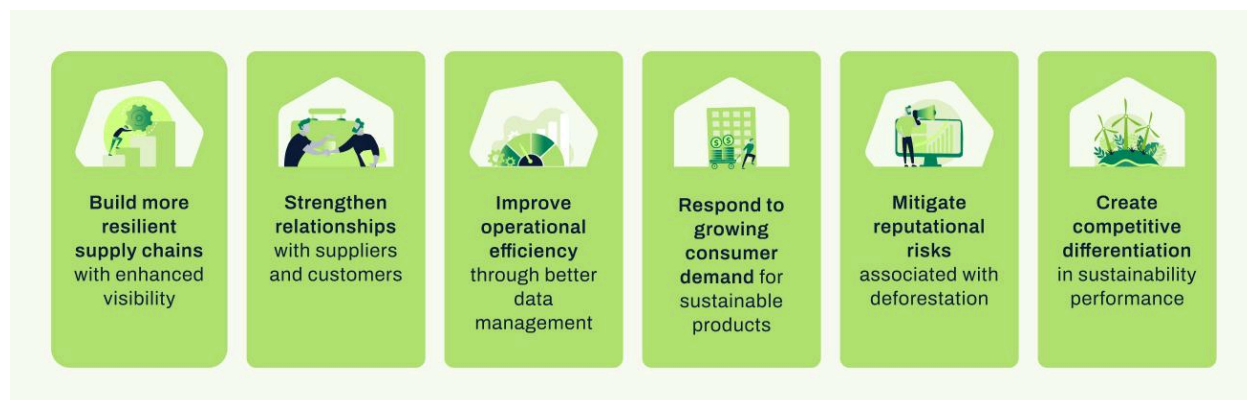 Build more
resilient
supply chains
with enhanced
visibility
Strengthen
relationships
with suppliers
and customers
Improve
operational
efficiency
through better
data
management
Respond to
growing
consumer
demand for
sustainable
products
Mitigate
reputational
risks
associated with
deforestation
Create
competitive
differentiation
in sustainability
performance